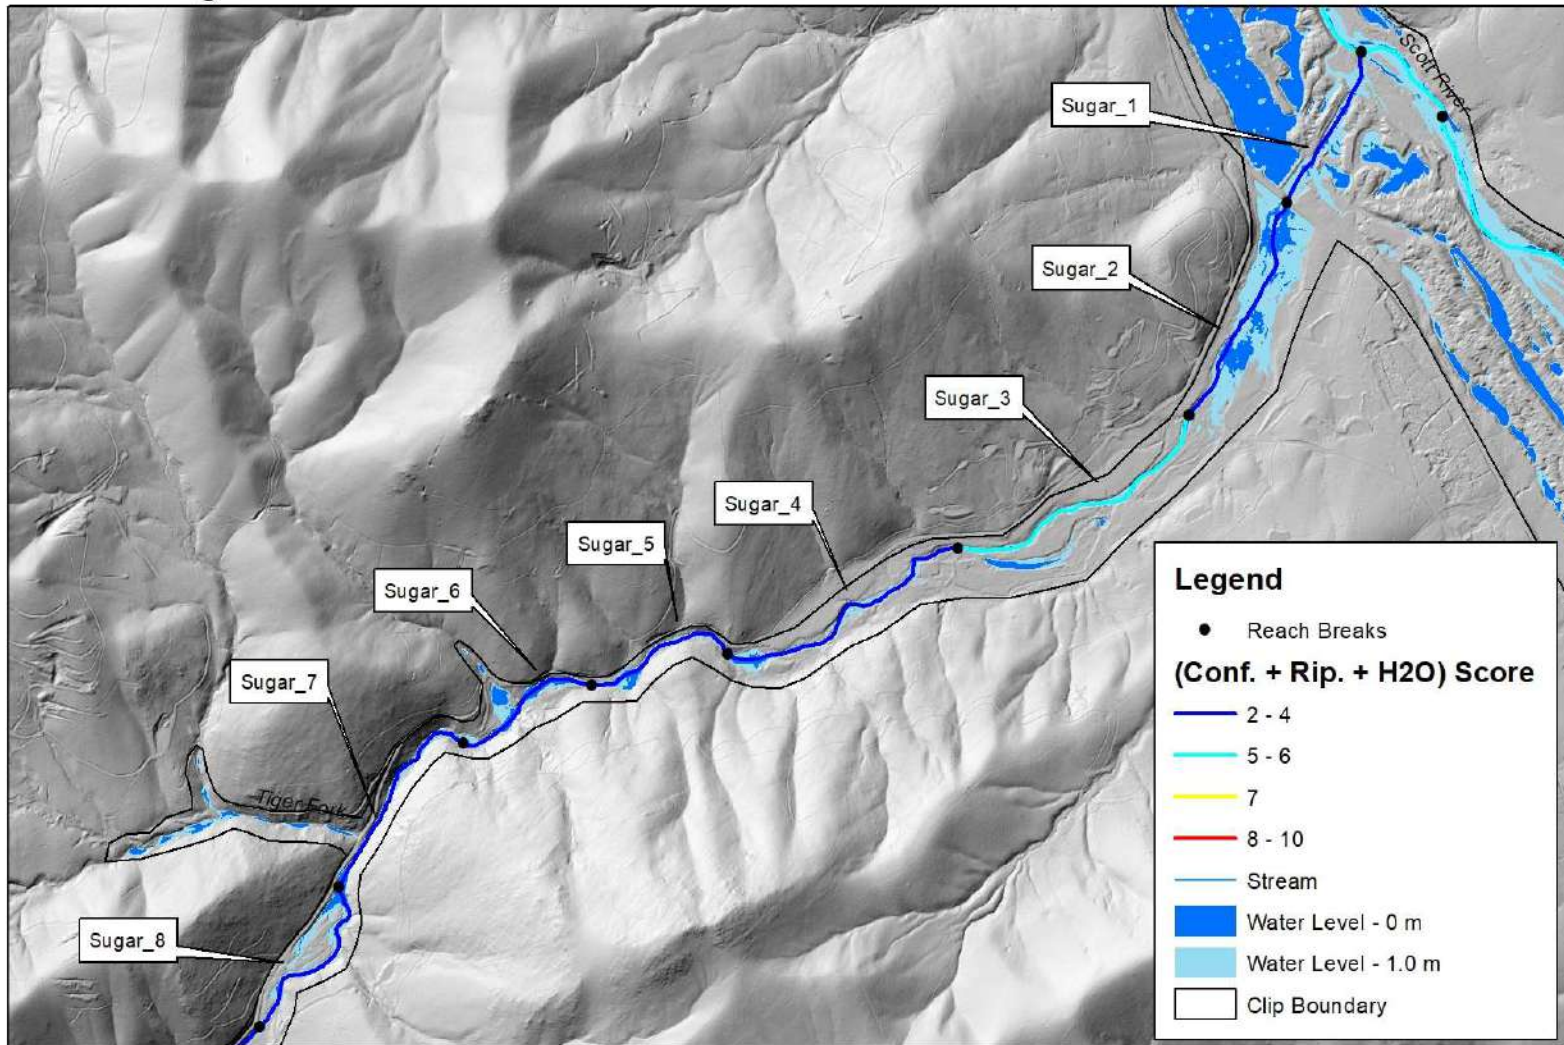 Scott River
Sugar_1
Sugar_2
Sugar_3
Sugar_4
Sugar_5
Sugar_6
Sugar_7
Tiger Fork
Sugar_8
Legend
Reach Breaks
(Conf. + Rip. + H2O) Score
2 - 4
5 - 6
7
8 - 10
Stream
Water Level - 0 m
Water Level - 1.0 m
Clip Boundary